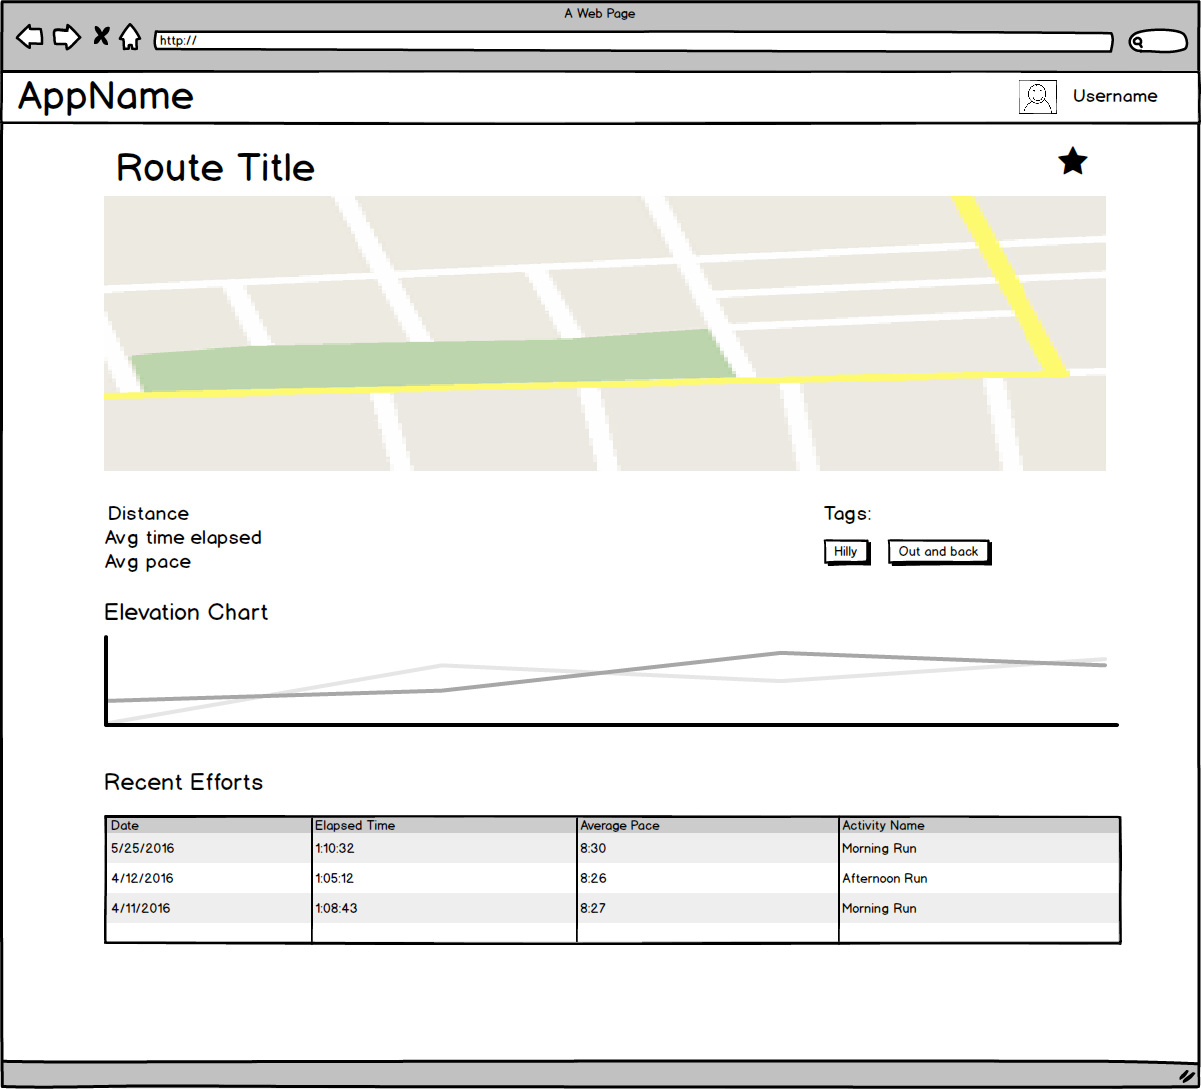 A Web Page
http://
AppName
Username
Route Title
Distance
Tags:
Avg time elapsed
Hilly
Out and back
Avg pace
Elevation Chart
Recent Efforts
Date Elapsed Time Average Pace Activity Name
5/25/2016 1:10:32 8:30 Morning Run
4/12/2016 1:05:12 8:26 Afternoon Run
4/11/2016 1:08:43 8:27 Morning Run